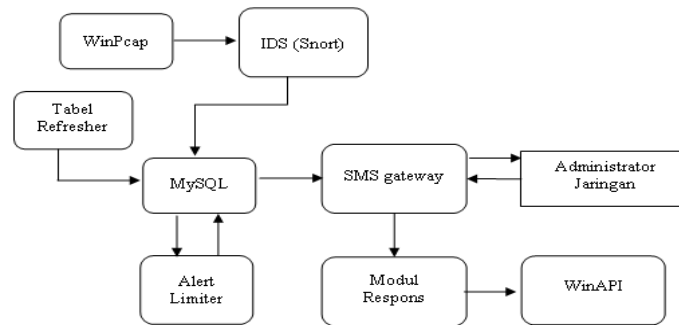 WinPcap
IDS (Snort)
Tabel
Refresher
MySQL
SMS gateway
Administrator
Jaringan
Alert
Limiter
Modul
Respons
WinAPI